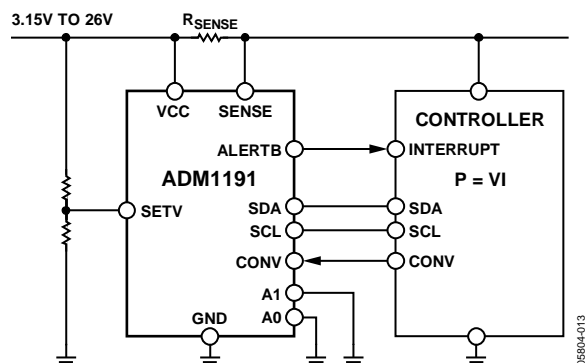 3.15V TO 26V
RSENSE
VCC
SENSE
ALERTB
ADM1191
SETV
SDA
SCL
CONV
A1
A0
GND
CONTROLLER
INTERRUPT
P = VI
SDA
SCL
CONV
05804-013